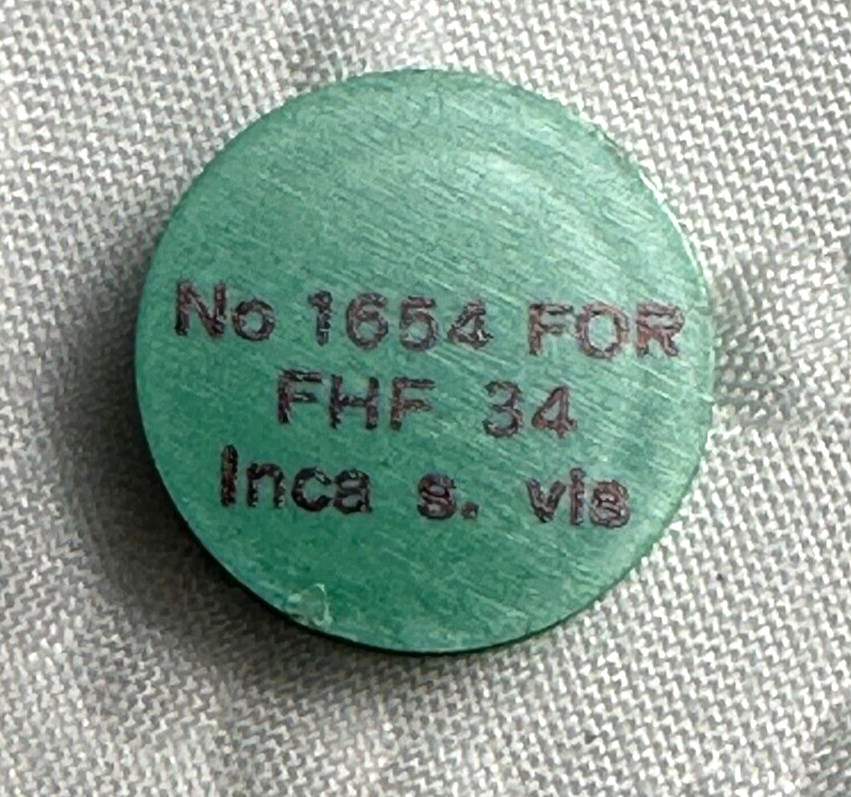 No 1654 FOR
FHF 34
Inca s. vis